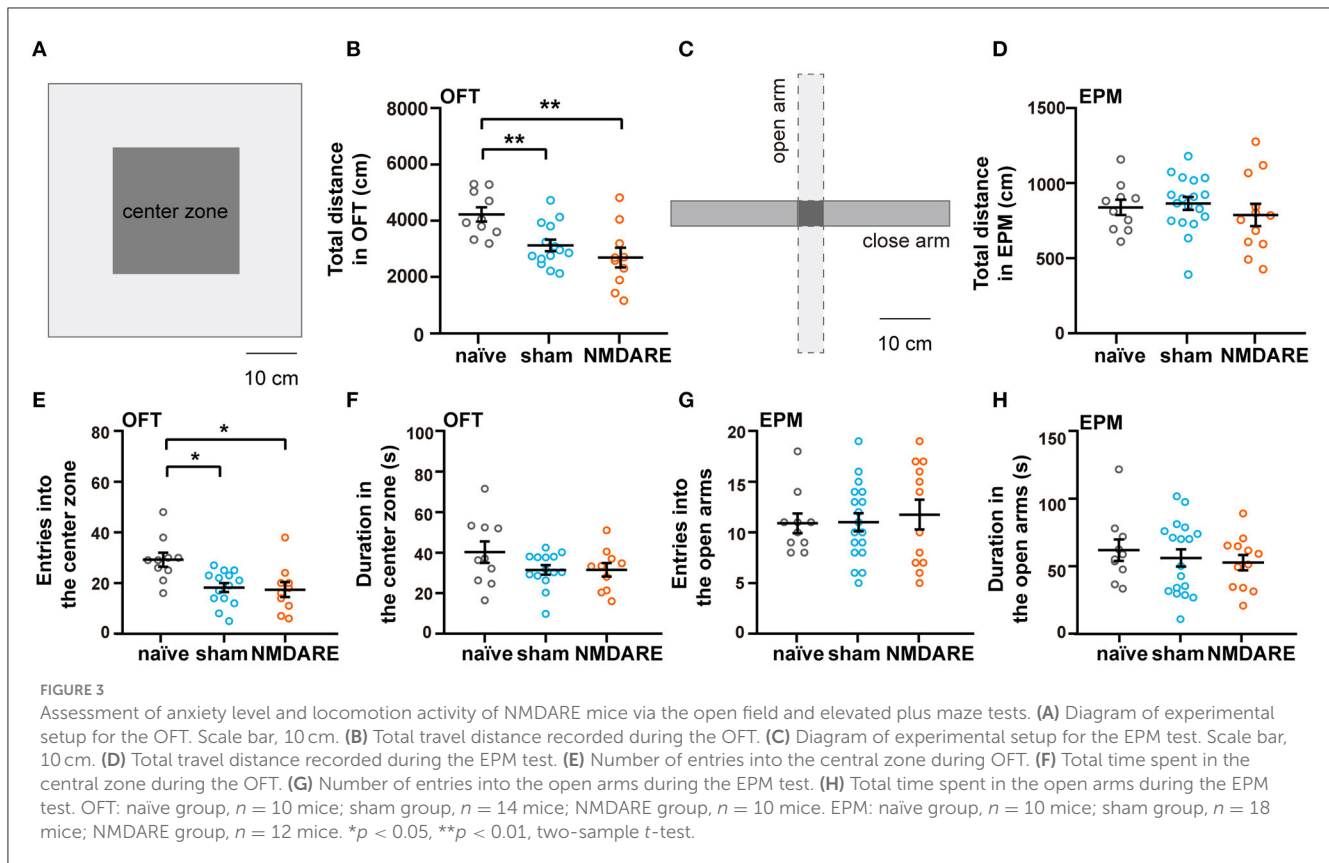 A
center zone
10 cm
B
OFT
Total distance
in OFT (cm)
8000
6000
4000
2000
0
**
**
naïve sham NMDARE
C
open arm
close arm
10 cm
D
EPM
Total distance
in EPM (cm)
1500
1000
500
0
naïve sham NMDARE
E
OFT
Entries into
the center zone
80
60
40
20
0
*
*
naïve sham NMDARE
F
OFT
Duration in
the center zone (s)
100
80
60
40
20
0
naïve sham NMDARE
G
EPM
Entries into
the open arms
20
15
10
5
0
naïve sham NMDARE
H
EPM
Duration in
the open arms (s)
150
100
50
0
naïve sham NMDARE
FIGURE 3
Assessment of anxiety level and locomotion activity of NMDARE mice via the open field and elevated plus maze tests. (A) Diagram of experimental
setup for the OFT. Scale bar, 10 cm. (B) Total travel distance recorded during the OFT. (C) Diagram of experimental setup for the EPM test. Scale bar,
10 cm. (D) Total travel distance recorded during the EPM test. (E) Number of entries into the central zone during OFT. (F) Total time spent in the
central zone during the OFT. (G) Number of entries into the open arms during the EPM test. (H) Total time spent in the open arms during the EPM
test. OFT: naïve group, n = 10 mice; sham group, n = 14 mice; NMDARE group, n = 10 mice. EPM: naïve group, n = 10 mice; sham group, n = 18
mice; NMDARE group, n = 12 mice. *p < 0.05, **p < 0.01, two-sample t-test.